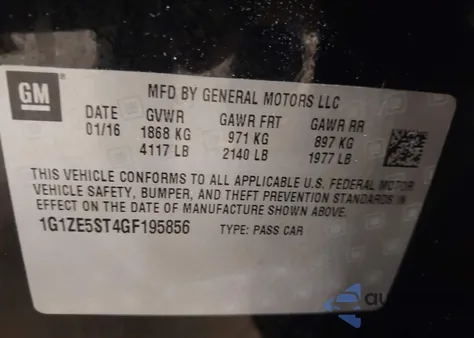 GM
MFD BY GENERAL MOTORS LLC
DATE GVWR GAWR FRT GAWR RR
01/16 1868 KG 971 KG 897 KG
4117 LB 2140 LB 1977 LB
THIS VEHICLE CONFORMS TO ALL APPLICABLE U.S. FEDERAL MOTOR
VEHICLE SAFETY, BUMPER, AND THEFT PREVENTION STANDARDS IN
EFFECT ON THE DATE OF MANUFACTURE SHOWN ABOVE.
1G1ZE5ST4GF195856 TYPE: PASS CAR